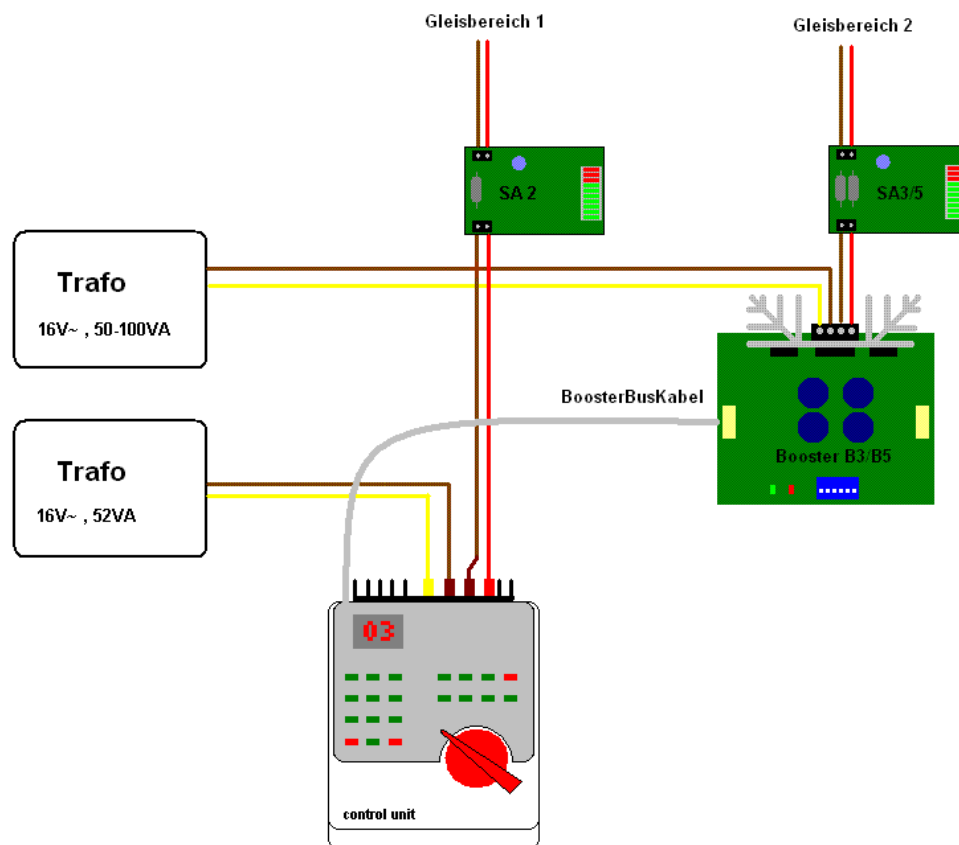 Gleisbereich 1
Gleisbereich 2
SA 2
SA3/5
Trafo
16V~ , 50-100VA
BoosterBusKabel
Booster B3/B5
Trafo
16V~ , 52VA
03
control unit